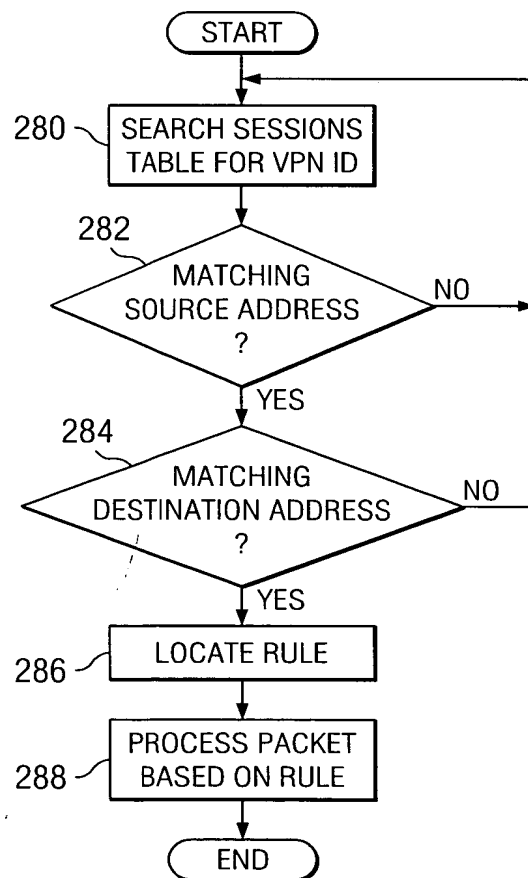 START
280
SEARCH SESSIONS
TABLE FOR VPN ID
282
MATCHING
SOURCE ADDRESS
?
NO
YES
284
MATCHING
DESTINATION ADDRESS
?
NO
YES
286
LOCATE RULE
288
PROCESS PACKET
BASED ON RULE
END